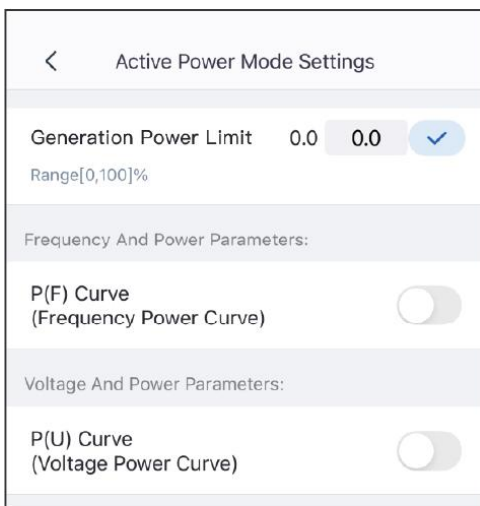 Active Power Mode Settings
Generation Power Limit 0.0 0.0
Range[0,100]%
Frequency And Power Parameters:
P(F) Curve
(Frequency Power Curve)
Voltage And Power Parameters:
P(U) Curve
(Voltage Power Curve)